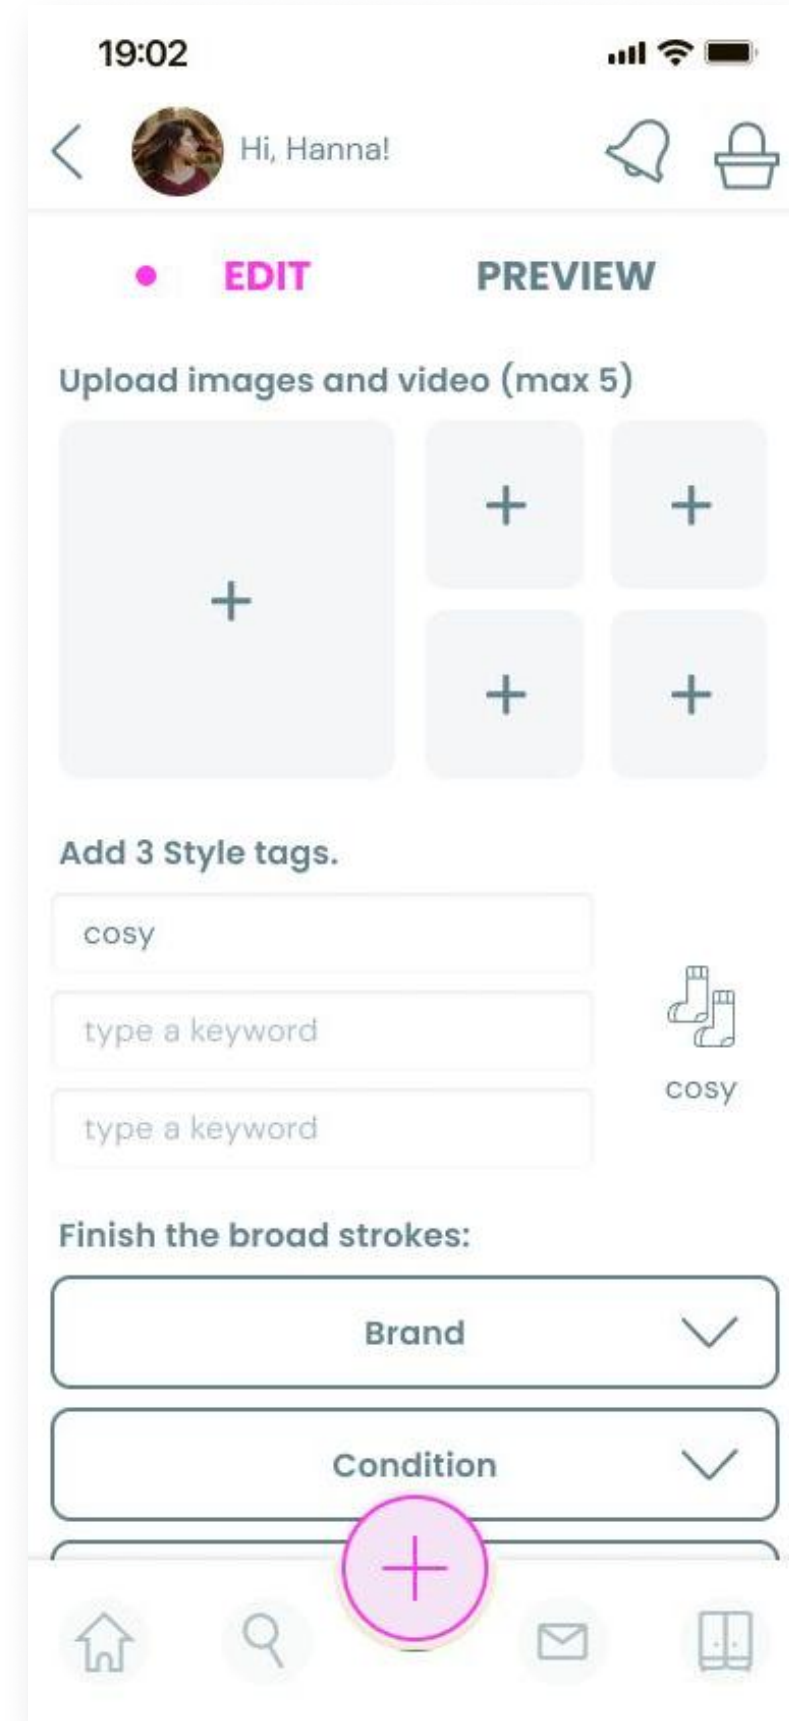 19:02
Hi, Hanna!
EDIT PREVIEW
Upload images and video (max 5)
Add 3 Style tags.
cosy
type a keyword
cosy
type a keyword
Finish the broad strokes:
Brand
Condition